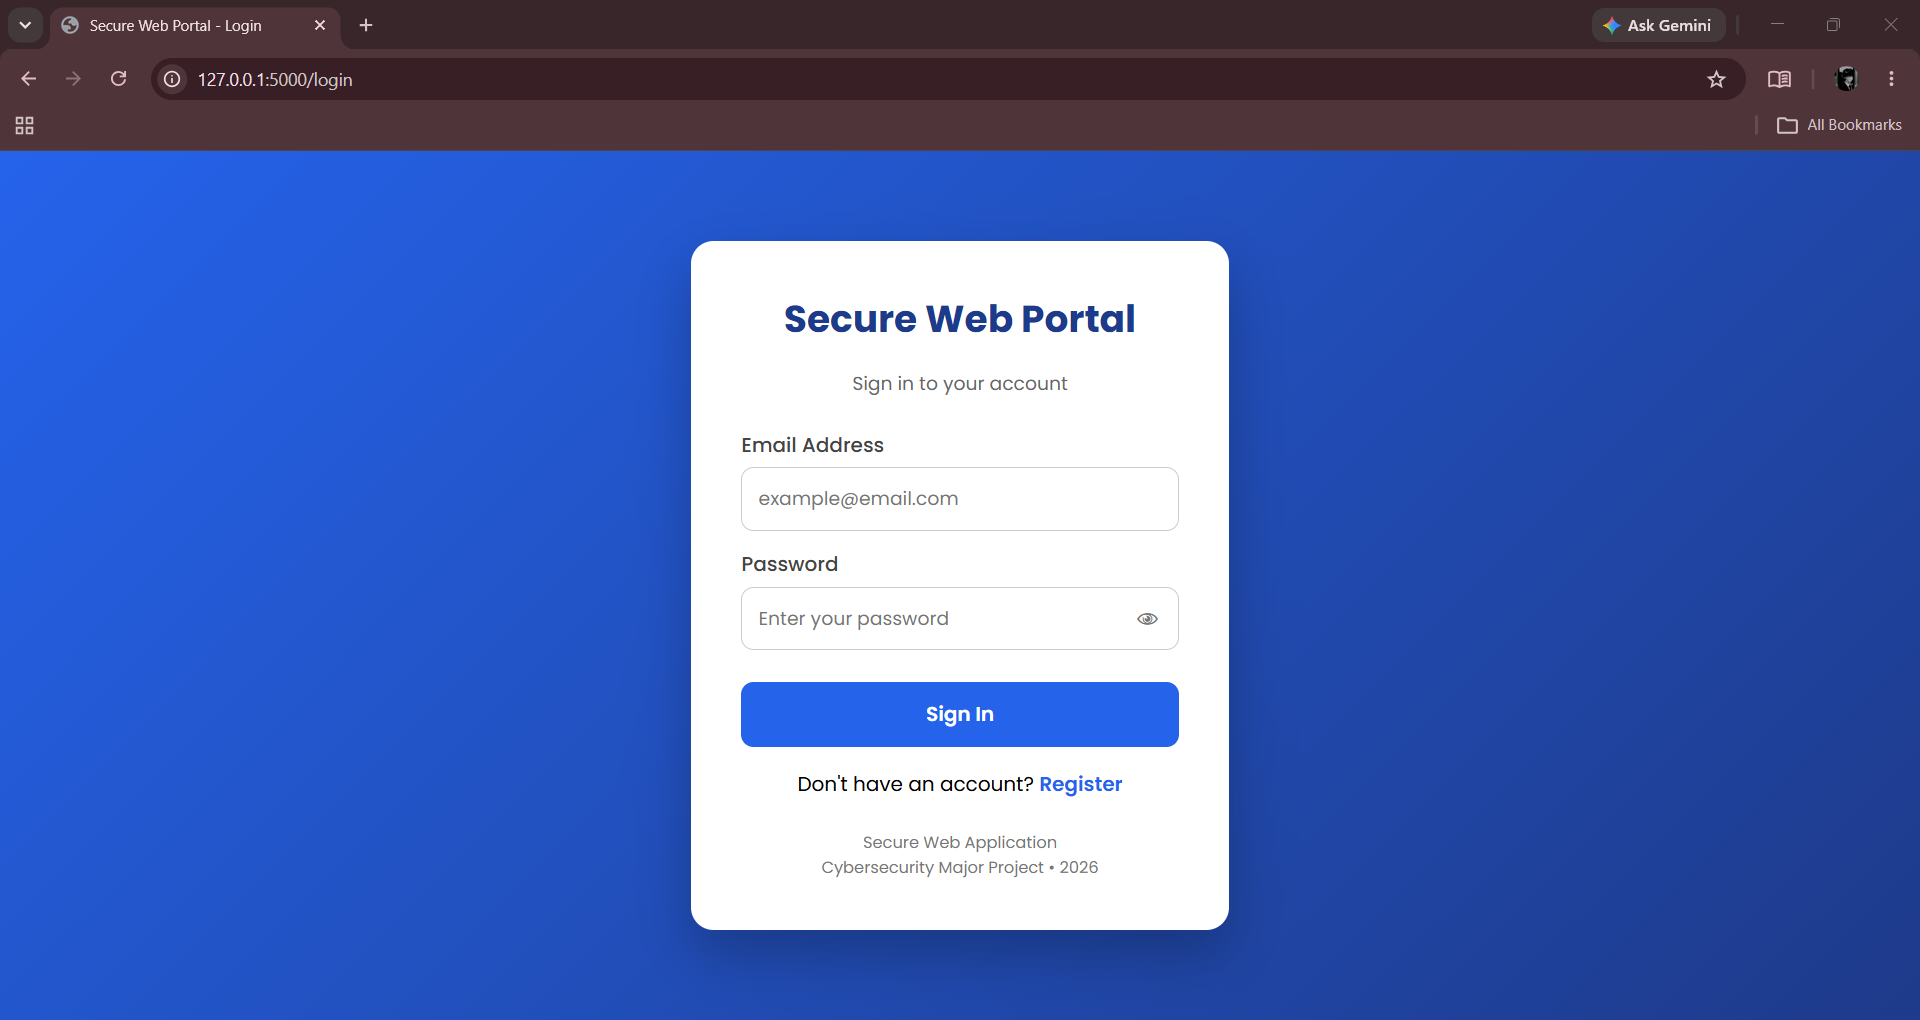 Secure Web Portal - Login
Ask Gemini
127.0.0.1:5000/login
All Bookmarks
Secure Web Portal
Sign in to your account
Email Address
example@email.com
Password
Enter your password
Sign In
Don't have an account? Register
Secure Web Application
Cybersecurity Major Project • 2026